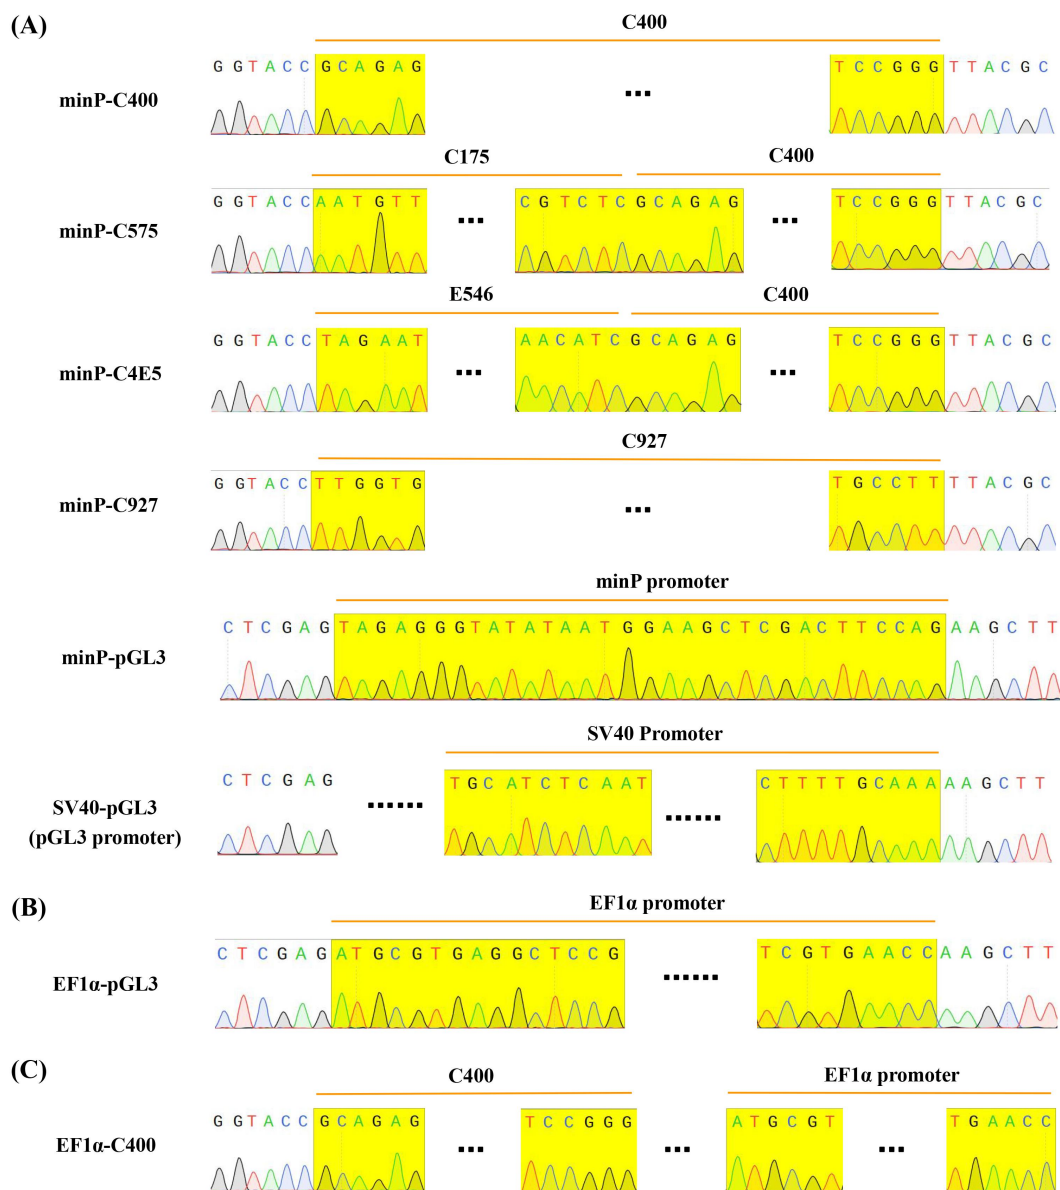 (A)
C400
minP-C400
G G T A C C G C A G A G ... T C C G G G T T A C G C
C175 C400
minP-C575
G G T A C C A A T G T T ... C G T C T C G C A G A G ... T C C G G G T T A C G C
E546 C400
minP-C4E5
G G T A C C T A G A A T ... A A C A T C G C A G A G ... T C C G G G T T A C G C
C927
minP-C927
G G T A C C T T G G T G ... T G C C T T T T A C G C
minP promoter
minP-pGL3
C T C G A G T A G A G G G T A T A T A A T G G A A G C T C G A C T T C C A G A A G C T T
SV40 Promoter
SV40-pGL3
(pGL3 promoter)
C T C G A G ...... T G C A T C T C A A T ...... C T T T T G C A A A A A G C T T
(B)
EF1α promoter
EF1α-pGL3
C T C G A G A T G C G T G A G G C T C C G ...... T C G T G A A C C A A G C T T
(C)
C400 EF1α promoter
EF1α-C400
G G T A C C G C A G A G ... T C C G G G ... A T G C G T ... T G A A C C